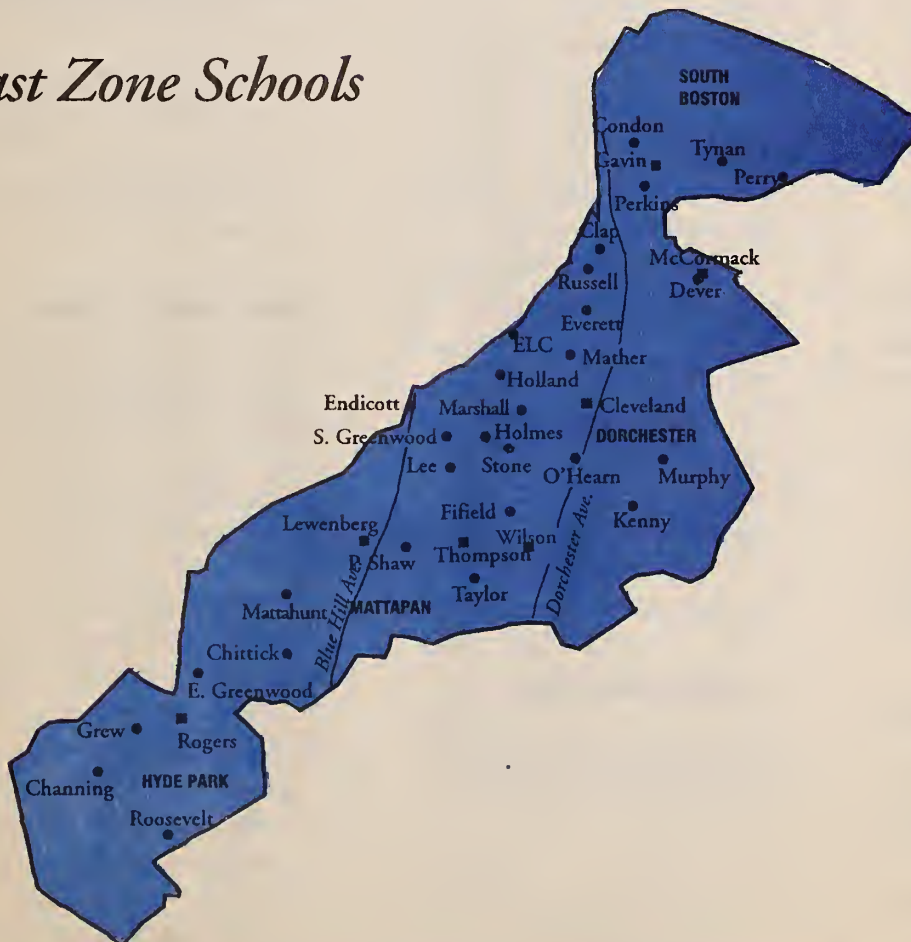 ast Zone Schools
SOUTH
BOSTON
Condon
Tynan
Gavin
Perry
Perkins
Clap
McCormack
Russell
Dever
Everett
ELC
Mather
Holland
Endicott
Marshall
Cleveland
S. Greenwood
Holmes
DORCHESTER
Lee
Stone
O'Hearn
Murphy
Fifield
Kenny
Lewenberg
Wilson
P. Shaw
Thompson
Dorchester Ave.
Taylor
Mattahunt
MATTAPAN
Blue Hill Ave.
Chittick
E. Greenwood
Grew
Rogers
HYDE PARK
Channing
Roosevelt